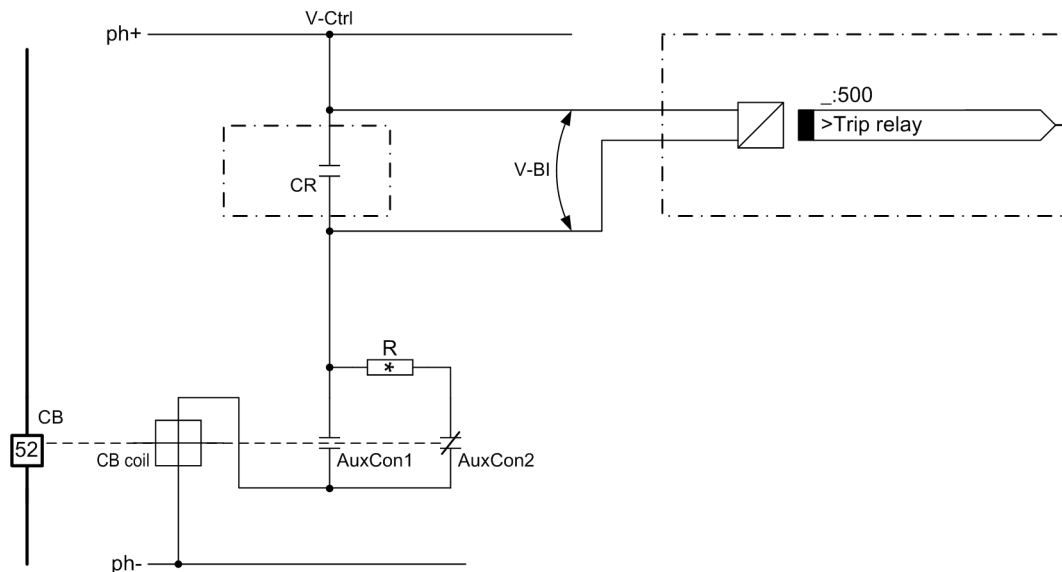 V-Ctrl
ph+
_:500
>Trip relay
V-BI
CR
R
*
CB
52
CB coil
AuxCon1
AuxCon2
ph-